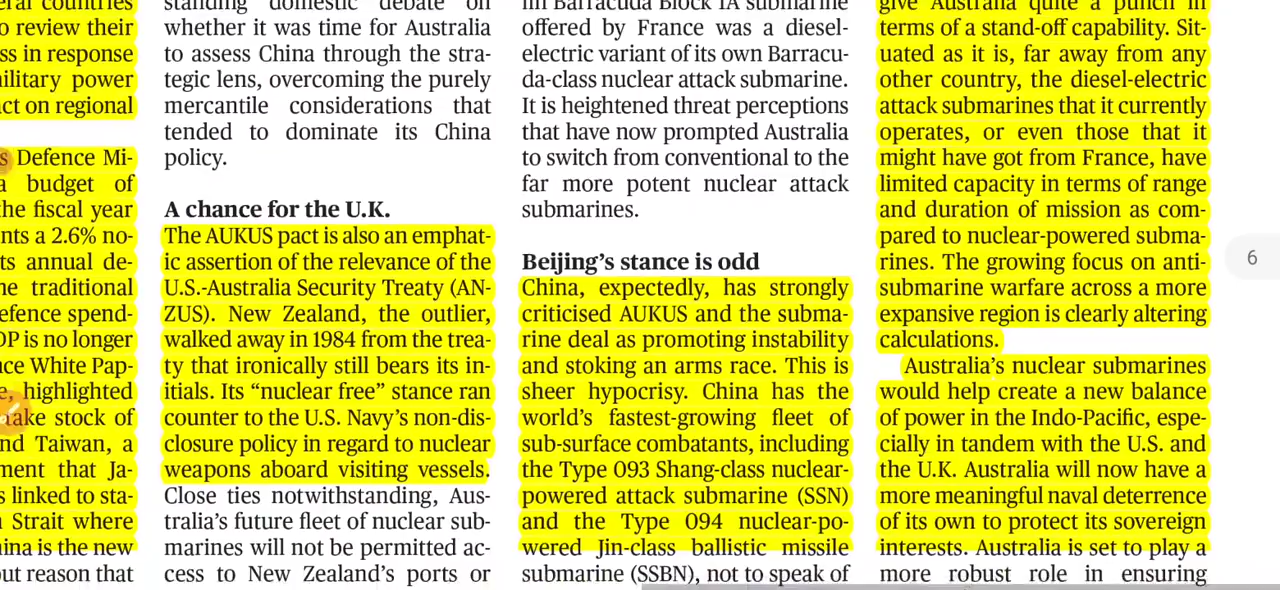 eral countries
o review their
ss in response
ilitary power
ct on regional
s Defence Mi-
a budget of
the fiscal year
nts a 2.6% no-
ts annual de-
he traditional
efence spend-
DP is no longer
ce White Pap-
e, highlighted
ake stock of
nd Taiwan, a
ment that Ja-
s linked to sta-
Strait where
ina is the new
out reason that
standing domestic debate on
whether it was time for Australia
to assess China through the stra-
tegic lens, overcoming the purely
mercantile considerations that
tended to dominate its China
policy.
A chance for the U.K.
The AUKUS pact is also an emphat-
ic assertion of the relevance of the
U.S.-Australia Security Treaty (AN-
ZUS). New Zealand, the outlier,
walked away in 1984 from the trea-
ty that ironically still bears its in-
itials. Its “nuclear free” stance ran
counter to the U.S. Navy’s non-dis-
closure policy in regard to nuclear
weapons aboard visiting vessels.
Close ties notwithstanding, Aus-
tralia’s future fleet of nuclear sub-
marines will not be permitted ac-
cess to New Zealand’s ports or
fin Barracuda Block 1A submarine
offered by France was a diesel-
electric variant of its own Barracu-
da-class nuclear attack submarine.
It is heightened threat perceptions
that have now prompted Australia
to switch from conventional to the
far more potent nuclear attack
submarines.
Beijing’s stance is odd
China, expectedly, has strongly
criticised AUKUS and the subma-
rine deal as promoting instability
and stoking an arms race. This is
sheer hypocrisy. China has the
world’s fastest-growing fleet of
sub-surface combatants, including
the Type 093 Shang-class nuclear-
powered attack submarine (SSN)
and the Type 094 nuclear-po-
wered Jin-class ballistic missile
submarine (SSBN), not to speak of
give Australia quite a punch in
terms of a stand-off capability. Sit-
uated as it is, far away from any
other country, the diesel-electric
attack submarines that it currently
operates, or even those that it
might have got from France, have
limited capacity in terms of range
and duration of mission as com-
pared to nuclear-powered subma-
rines. The growing focus on anti-
submarine warfare across a more
expansive region is clearly altering
calculations.
Australia’s nuclear submarines
would help create a new balance
of power in the Indo-Pacific, espe-
cially in tandem with the U.S. and
the U.K. Australia will now have a
more meaningful naval deterrence
of its own to protect its sovereign
interests. Australia is set to play a
more robust role in ensuring
6